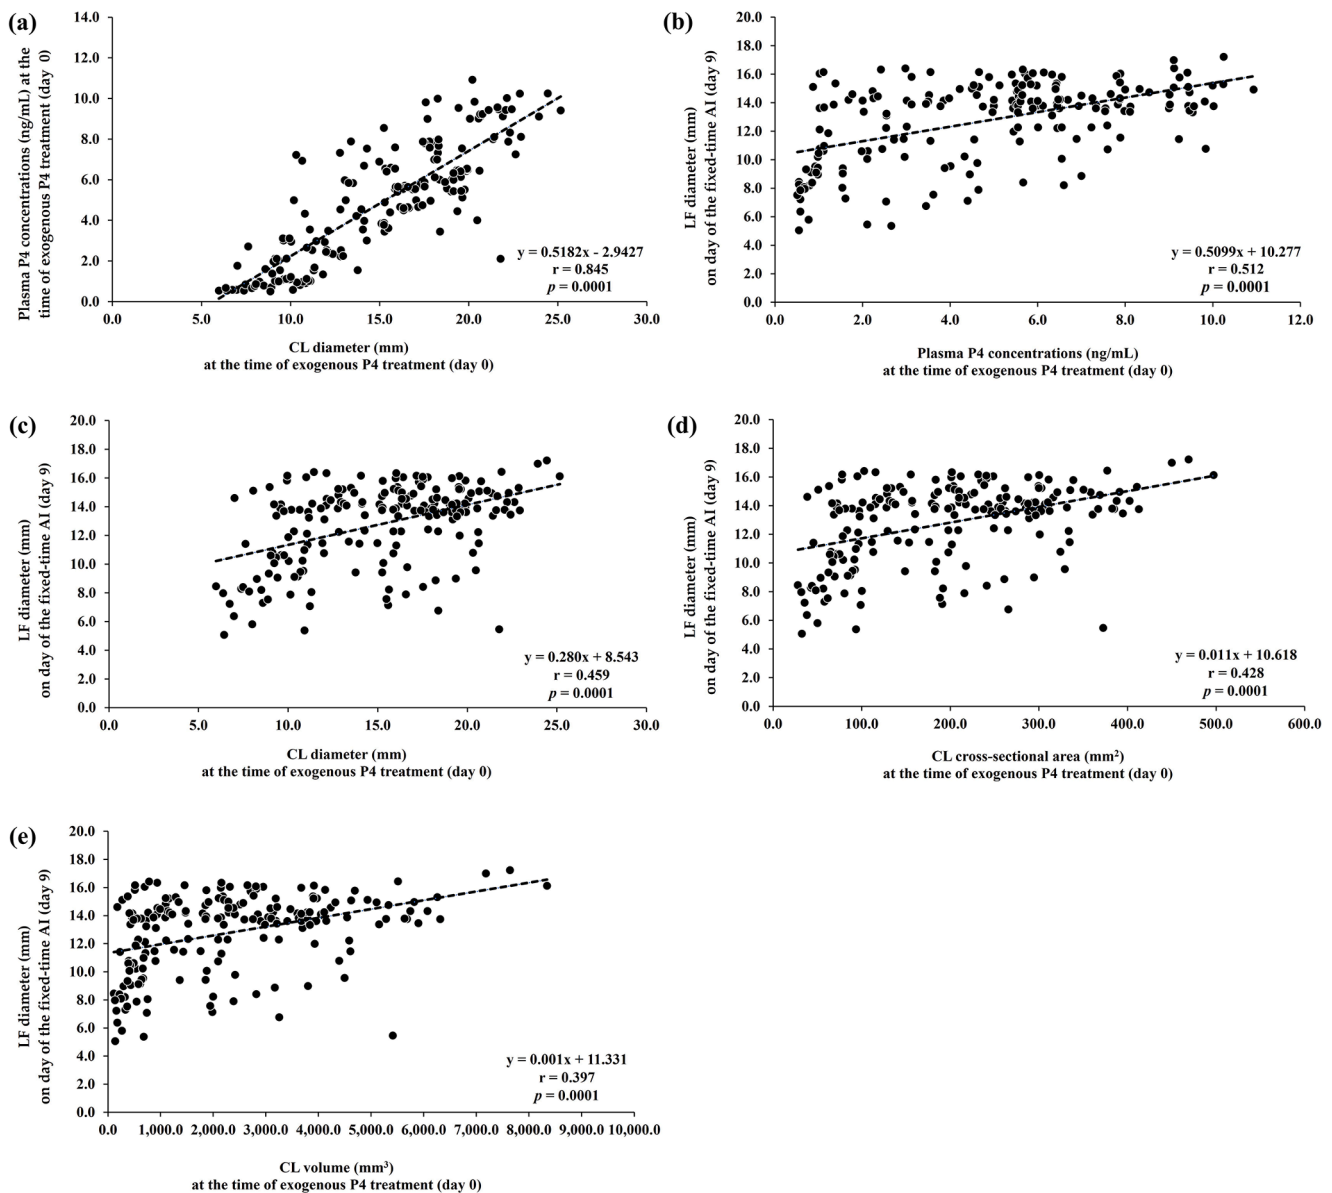 (a)
Plasma P4 concentrations (ng/mL) at the
time of exogenous P4 treatment (day 0)
14.0
12.0
10.0
8.0
6.0
4.0
2.0
0.0
y = 0.5182x - 2.9427
r = 0.845
p = 0.0001
0.0 5.0 10.0 15.0 20.0 25.0 30.0
CL diameter (mm)
at the time of exogenous P4 treatment (day 0)
(b)
LF diameter (mm)
on day of the fixed-time AI (day 9)
20.0
18.0
16.0
14.0
12.0
10.0
8.0
6.0
4.0
2.0
0.0
y = 0.5099x + 10.277
r = 0.512
p = 0.0001
0.0 2.0 4.0 6.0 8.0 10.0 12.0
Plasma P4 concentrations (ng/mL)
at the time of exogenous P4 treatment (day 0)
(c)
LF diameter (mm)
on day of the fixed-time AI (day 9)
20.0
18.0
16.0
14.0
12.0
10.0
8.0
6.0
4.0
2.0
0.0
y = 0.280x + 8.543
r = 0.459
p = 0.0001
0.0 5.0 10.0 15.0 20.0 25.0 30.0
CL diameter (mm)
at the time of exogenous P4 treatment (day 0)
(d)
LF diameter (mm)
on day of the fixed-time AI (day 9)
20.0
18.0
16.0
14.0
12.0
10.0
8.0
6.0
4.0
2.0
0.0
y = 0.011x + 10.618
r = 0.428
p = 0.0001
0.0 100.0 200.0 300.0 400.0 500.0 600.0
CL cross-sectional area (mm²)
at the time of exogenous P4 treatment (day 0)
(e)
LF diameter (mm)
on day of the fixed-time AI (day 9)
20.0
18.0
16.0
14.0
12.0
10.0
8.0
6.0
4.0
2.0
0.0
y = 0.001x + 11.331
r = 0.397
p = 0.0001
0.0 1,000.0 2,000.0 3,000.0 4,000.0 5,000.0 6,000.0 7,000.0 8,000.0 9,000.0 10,000.0
CL volume (mm³)
at the time of exogenous P4 treatment (day 0)